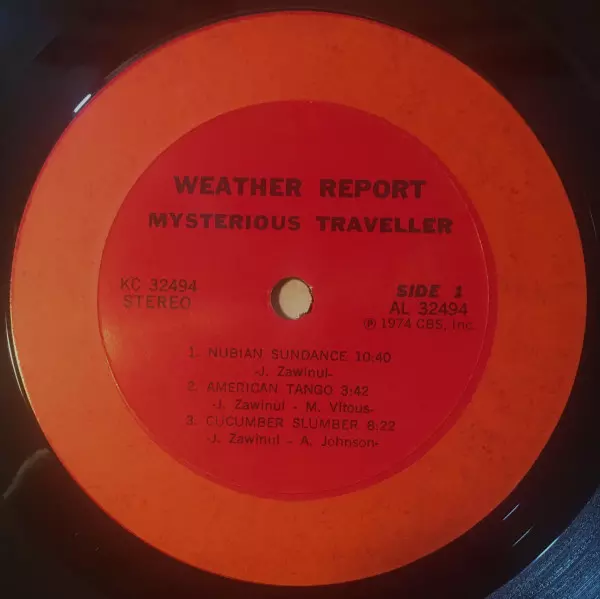 WEATHER REPORT
MYSTERIOUS TRAVELLER
KC 32494
STEREO
SIDE 1
AL 32494
℗ 1974 CBS, Inc.
1. NUBIAN SUNDANCE 10:40
-J. Zawinul-
2. AMERICAN TANGO 3:42
-J. Zawinul - M. Vitous-
3. CUCUMBER SLUMBER 8:22
-J. Zawinul - A. Johnson-